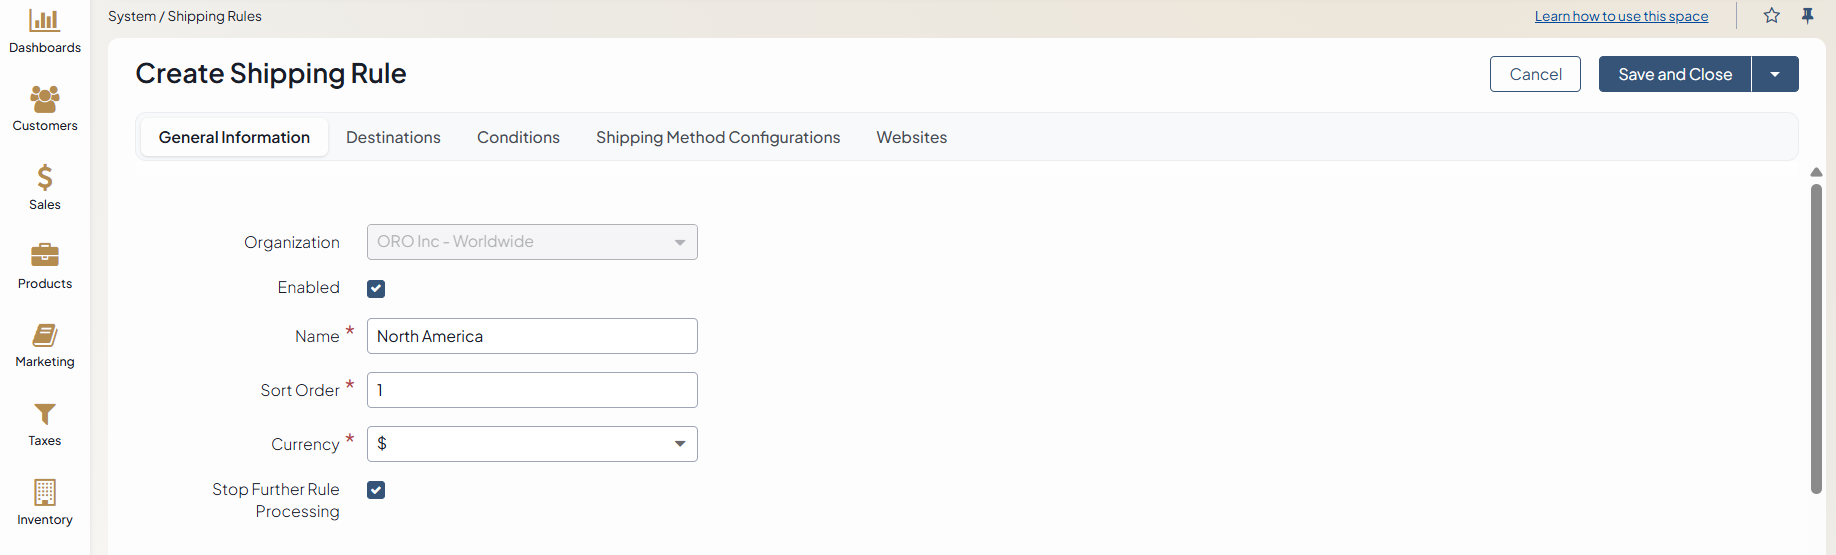 System / Shipping Rules
Learn how to use this space
Dashboards
Customers
Sales
Products
Marketing
Taxes
Inventory
Create Shipping Rule
Cancel
Save and Close
General Information
Destinations
Conditions
Shipping Method Configurations
Websites
Organization
ORO Inc - Worldwide
Enabled
Name *
North America
Sort Order *
1
Currency *
$
Stop Further Rule
Processing